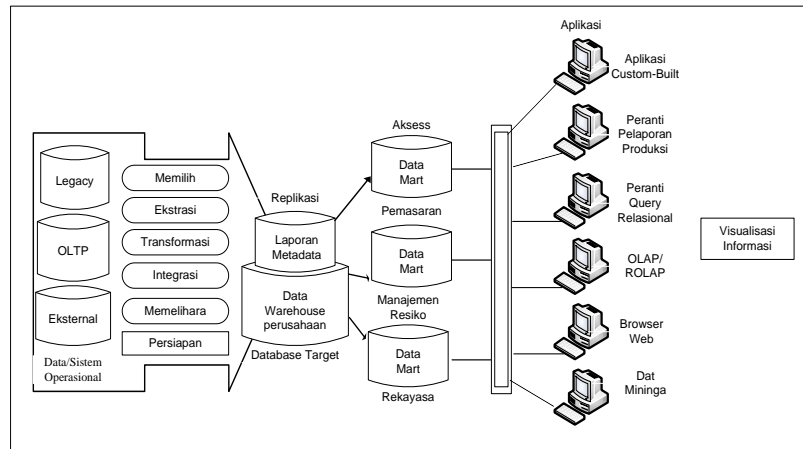 Aplikasi
Aplikasi
Custom-Built
Aksess
Peranti
Pelaporan
Produksi
Legacy
Memilih
Data
Mart
Replikasi
Ekstrasi
Pemasaran
Peranti
Query
Relasional
OLTP
Transformasi
Laporan
Metadata
Data
Mart
Visualisasi
Informasi
OLAP/
ROLAP
Integrasi
Eksternal
Memelihara
Data
Warehouse
perusahaan
Manajemen
Resiko
Browser
Web
Persiapan
Database Target
Data
Mart
Data/Sistem
Operasional
Rekayasa
Dat
Mininga